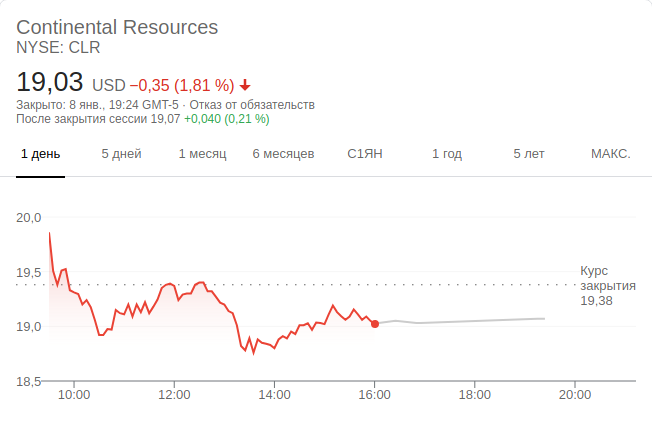 Continental Resources
NYSE: CLR
19,03 USD −0,35 (1,81 %)
Закрыто: 8 янв., 19:24 GMT-5 · Отказ от обязательств
После закрытия сессии 19,07 +0,040 (0,21 %)
1 день 5 дней 1 месяц 6 месяцев С1ЯН 1 год 5 лет МАКС.
20,0
19,5
Курс
закрытия
19,38
19,0
18,5
10:00 12:00 14:00 16:00 18:00 20:00